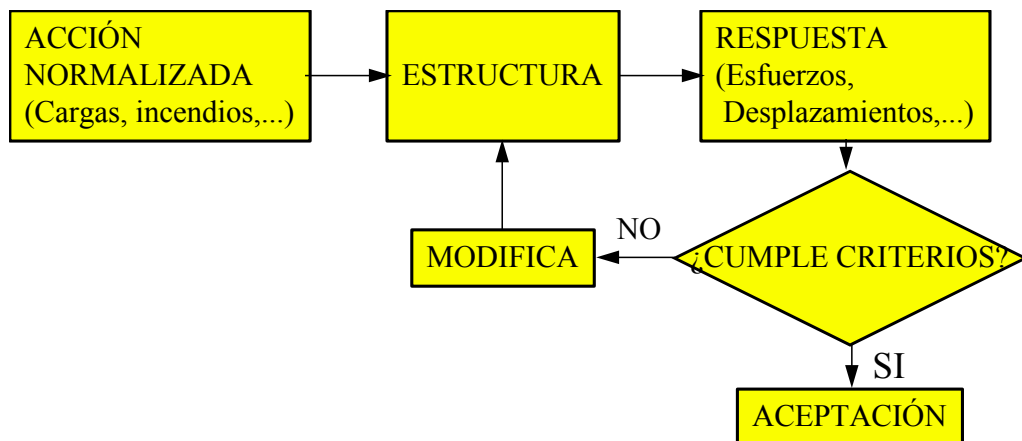 ACCIÓN
NORMALIZADA
(Cargas, incendios,...)
ESTRUCTURA
RESPUESTA
(Esfuerzos,
Desplazamientos,...)
MODIFICA
NO
¿CUMPLE CRITERIOS?
SI
ACEPTACIÓN